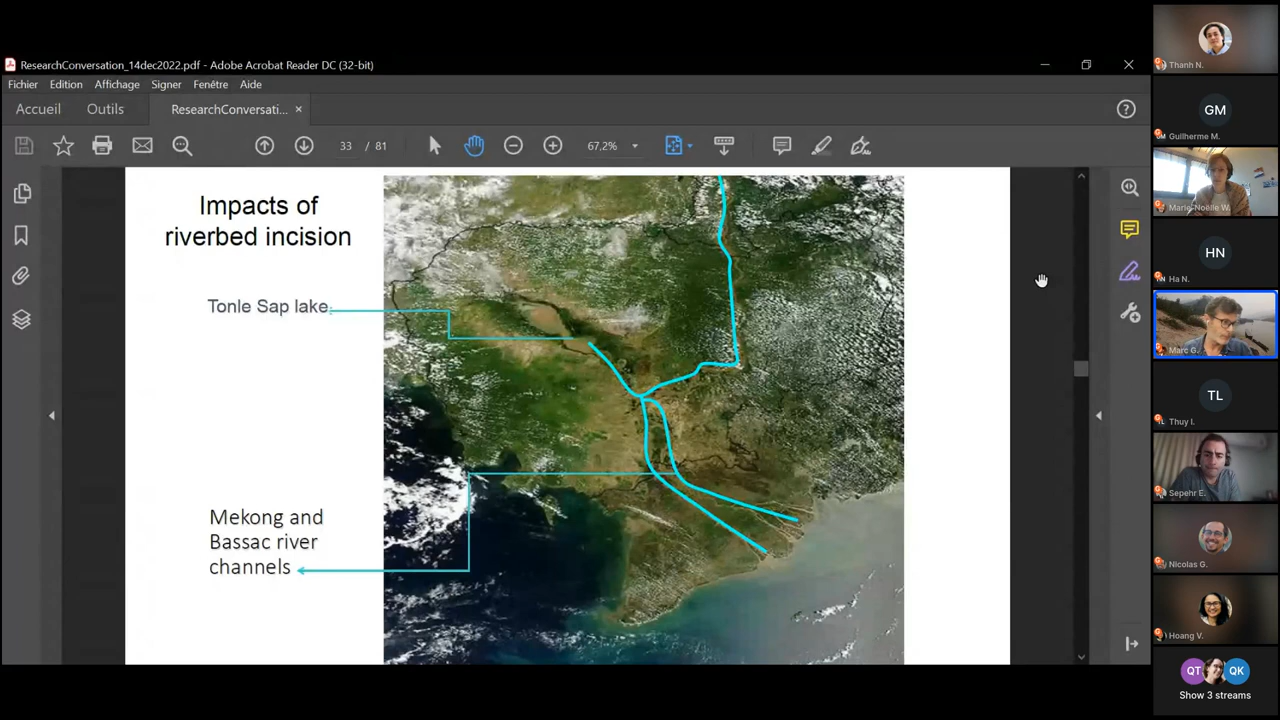 ResearchConversation_14dec2022.pdf - Adobe Acrobat Reader DC (32-bit)
Fichier Edition Affichage Signer Fenêtre Aide
Accueil Outils ResearchConversati... ×
33 / 81 67,2%
Impacts of
riverbed incision
Tonle Sap lake
Mekong and
Bassac river
channels
Thanh N.
GM
Guilherme M.
Marie-Noëlle W.
HN
Ha N.
Marc G.
TL
Thuy l.
Sepehr E.
Nicolas G.
Hoang V.
QT QK
Show 3 streams